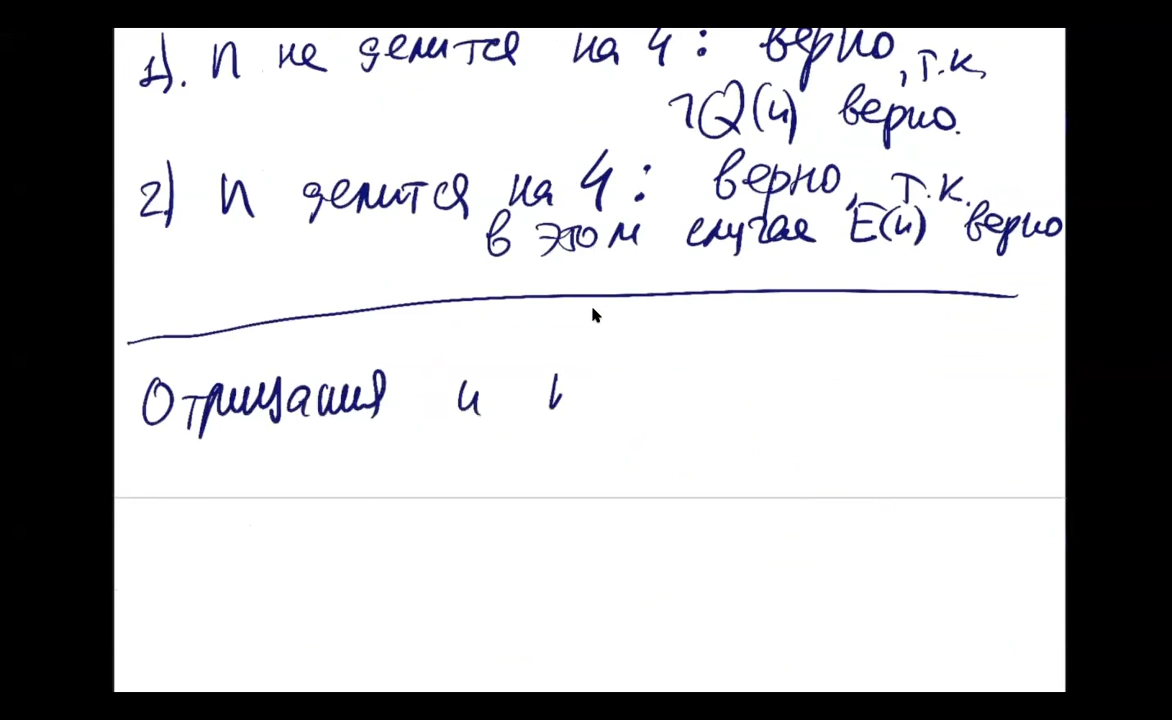 1). n не делится на 4 : верно, т.к.
¬Q(n) верно.
2) n делится на 4 : верно, т.к.
в этом случае E(n) верно
Отрицания и